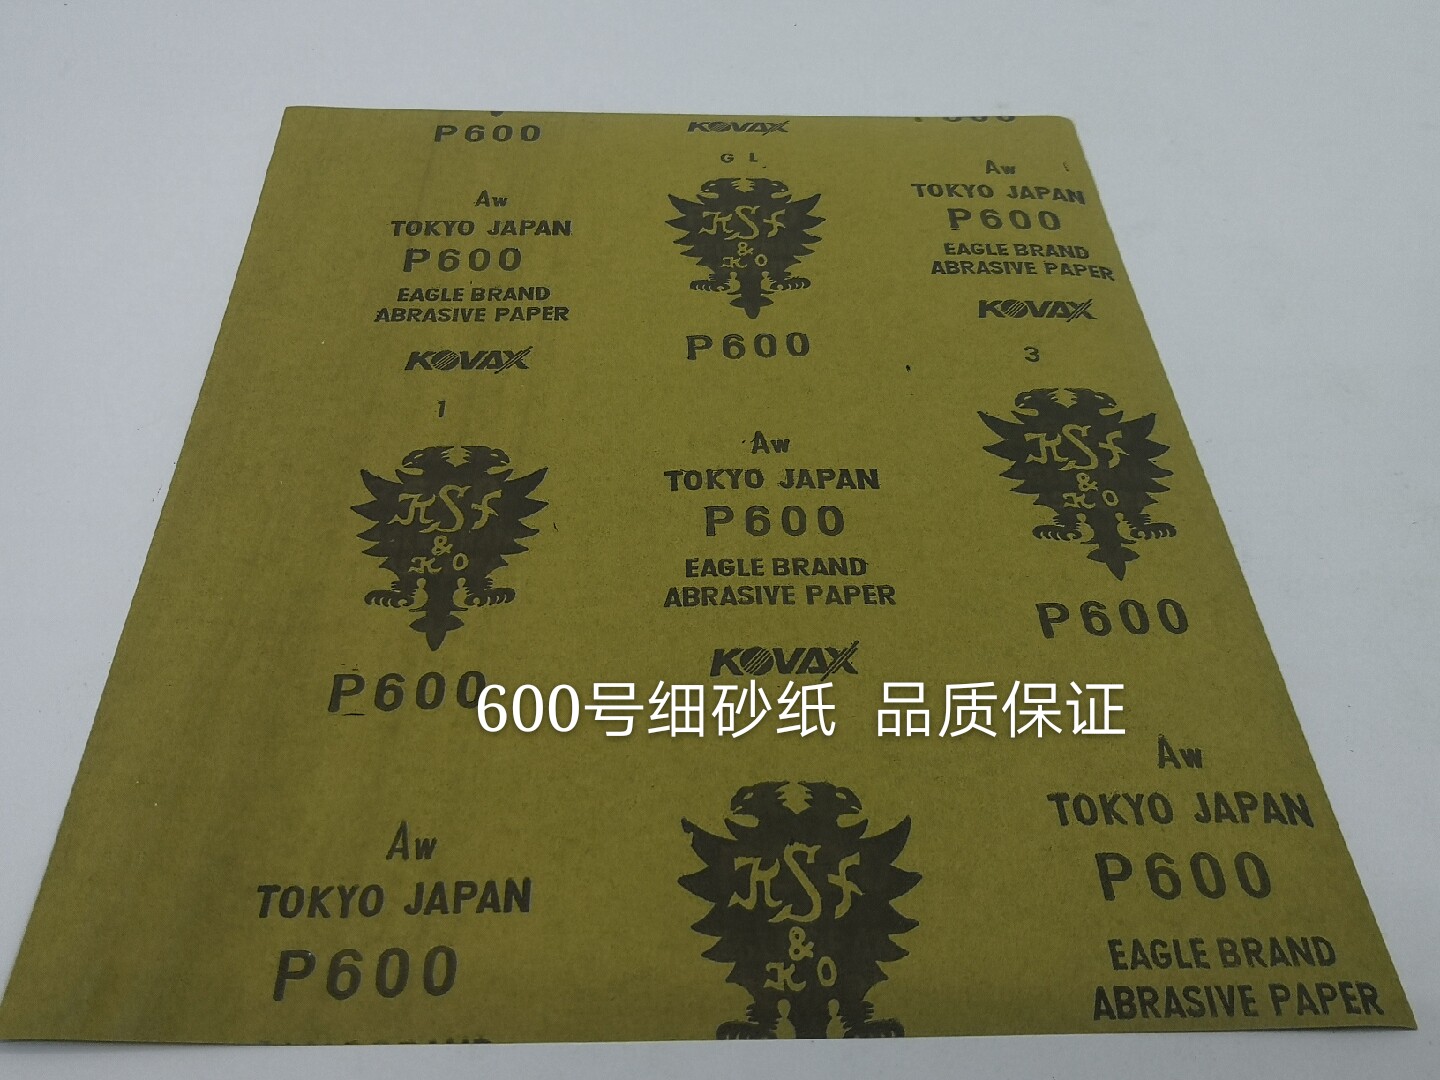 P600
KOVAX
G L
Aw
TOKYO JAPAN
P600
EAGLE BRAND
ABRASIVE PAPER
KOVAX
1
KSf
&
KO
P600
KSf
&
KO
P600
Aw
TOKYO JAPAN
P600
EAGLE BRAND
ABRASIVE PAPER
KOVAX
Aw
TOKYO JAPAN
P600
EAGLE BRAND
ABRASIVE PAPER
KOVAX
3
KSf
&
KO
P600
600号细砂纸 品质保证
Aw
TOKYO JAPAN
P600
KSf
&
KO
Aw
TOKYO JAPAN
P600
EAGLE BRAND
ABRASIVE PAPER